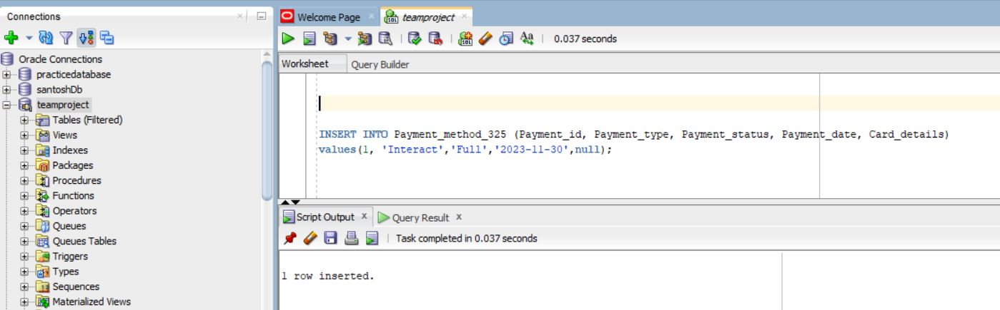 Connections
Oracle Connections
practicedatabase
santoshDb
teamproject
Tables (Filtered)
Views
Indexes
Packages
Procedures
Functions
Operators
Queues
Queues Tables
Triggers
Types
Sequences
Materialized Views
Welcome Page
teamproject
0.037 seconds
Worksheet
Query Builder
INSERT INTO Payment_method_325 (Payment_id, Payment_type, Payment_status, Payment_date, Card_details)
values(1, 'Interact','Full','2023-11-30',null);
Script Output
Query Result
Task completed in 0.037 seconds
1 row inserted.